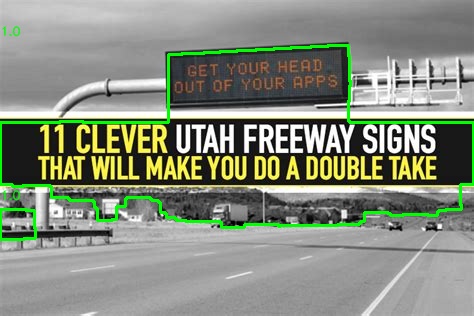 1.0
GET YOUR HEAD
OUT OF YOUR APPS
11 CLEVER UTAH FREEWAY SIGNS
THAT WILL MAKE YOU DO A DOUBLE TAKE